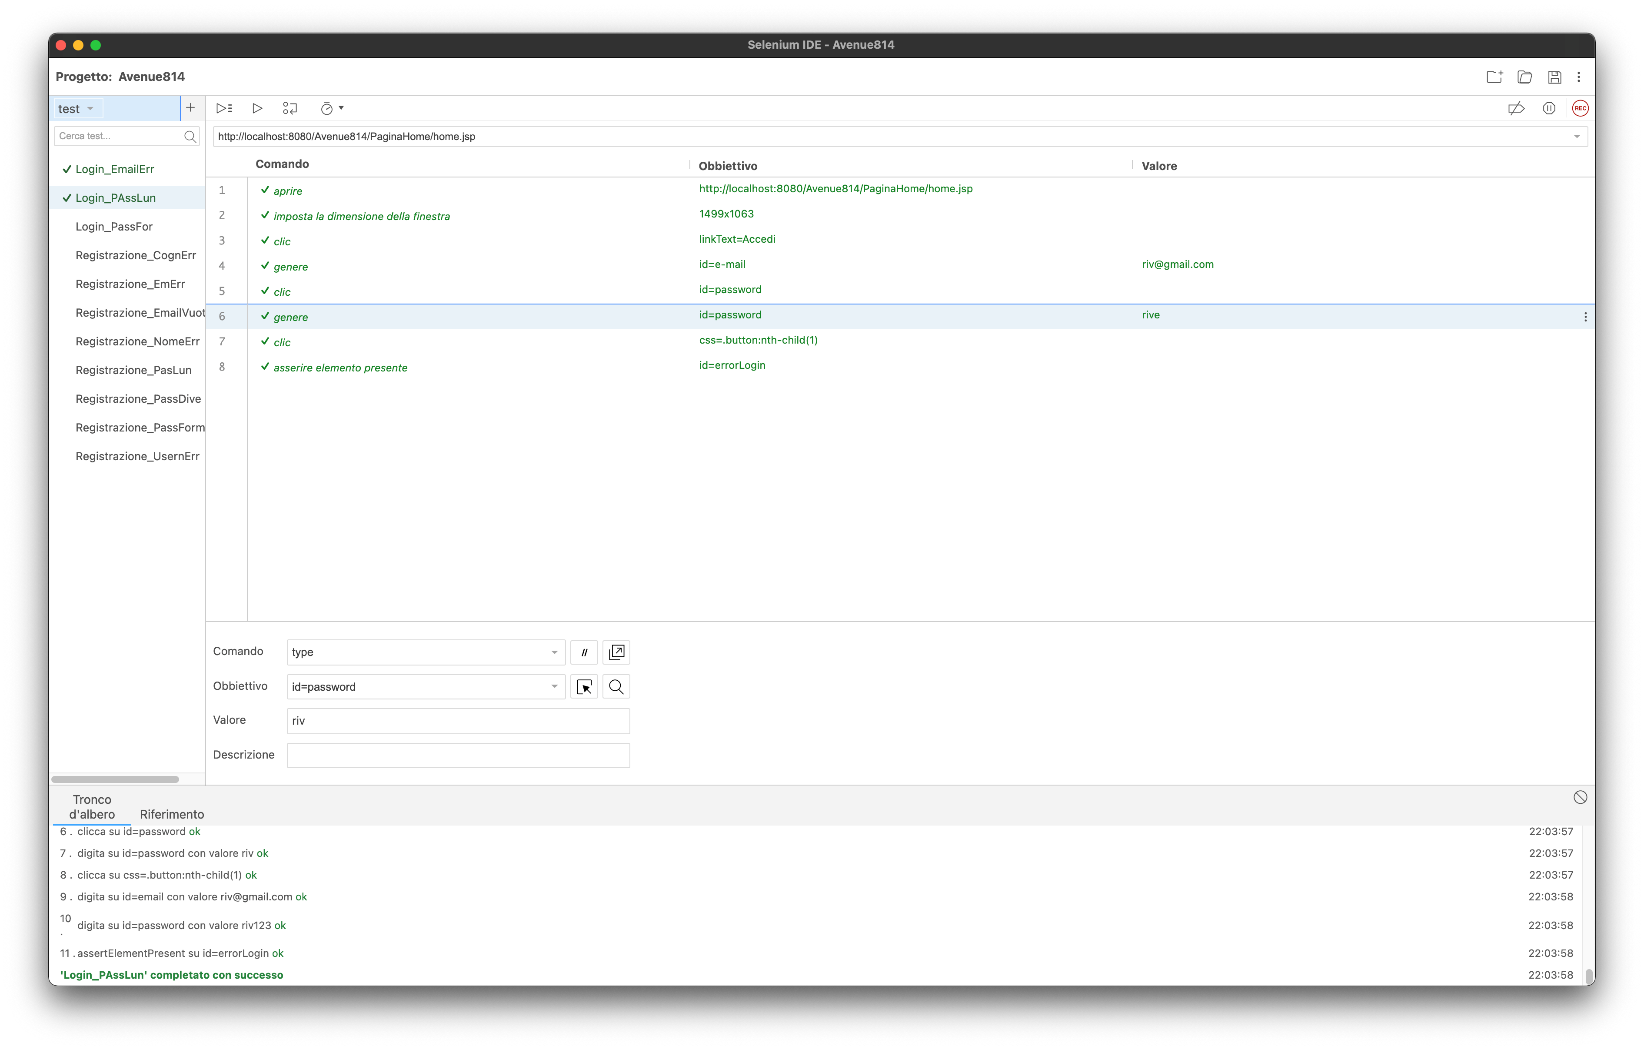 Selenium IDE - Avenue814
Progetto: Avenue814
test
+
Cerca test...
Login_EmailErr
Login_PAssLun
Login_PassFor
Registrazione_CognErr
Registrazione_EmErr
Registrazione_EmailVuot
Registrazione_NomeErr
Registrazione_PasLun
Registrazione_PassDive
Registrazione_PassForm
Registrazione_UsernErr
REC
http://localhost:8080/Avenue814/PaginaHome/home.jsp
Comando Obbiettivo Valore
1 aprire http://localhost:8080/Avenue814/PaginaHome/home.jsp
2 imposta la dimensione della finestra 1499x1063
3 clic linkText=Accedi
4 genere id=e-mail riv@gmail.com
5 clic id=password
6 genere id=password rive
7 clic css=.button:nth-child(1)
8 asserire elemento presente id=errorLogin
Comando type //
Obbiettivo id=password
Valore riv
Descrizione
Tronco
d'albero Riferimento
6 . clicca su id=password ok 22:03:57
7 . digita su id=password con valore riv ok 22:03:57
8 . clicca su css=.button:nth-child(1) ok 22:03:57
9 . digita su id=email con valore riv@gmail.com ok 22:03:58
10 . digita su id=password con valore riv123 ok 22:03:58
11 . assertElementPresent su id=errorLogin ok 22:03:58
'Login_PAssLun' completato con successo 22:03:58